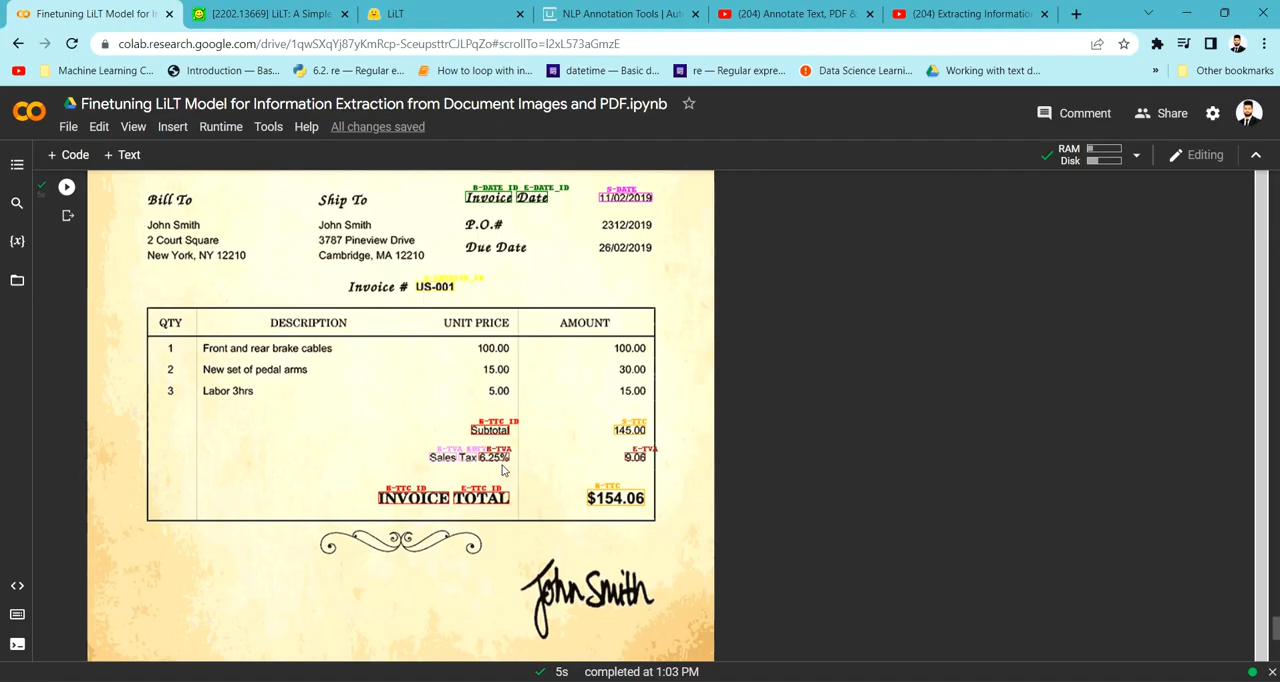 Finetuning LiLT Model for I
[2202.13669] LiLT: A Simple
LiLT
NLP Annotation Tools | Aut
(204) Annotate Text, PDF &
(204) Extracting Information
colab.research.google.com/drive/1qwSXqYj87yKmRcp-SceupsttrCJLPqZo#scrollTo=I2xL573aGmzE
Machine Learning C...
Introduction — Bas...
6.2. re — Regular e...
How to loop with in...
datetime — Basic d...
re — Regular expre...
Data Science Learni...
Working with text d...
»
Other bookmarks
Finetuning LiLT Model for Information Extraction from Document Images and PDF.ipynb
Comment
Share
File Edit View Insert Runtime Tools Help All changes saved
+ Code + Text
RAM
Disk
Editing
B-DATE_ID E-DATE_ID S-DATE
Bill To Ship To Invoice Date 11/02/2019
John Smith John Smith P.O.# 2312/2019
2 Court Square 3787 Pineview Drive Due Date 26/02/2019
New York, NY 12210 Cambridge, MA 12210
Invoice # US-001
QTY DESCRIPTION UNIT PRICE AMOUNT
1 Front and rear brake cables 100.00 100.00
2 New set of pedal arms 15.00 30.00
3 Labor 3hrs 5.00 15.00
Subtotal 145.00
Sales Tax 6.25% 9.06
B-TTC_ID E-TTC_ID
INVOICE TOTAL $154.06
John Smith
5s completed at 1:03 PM